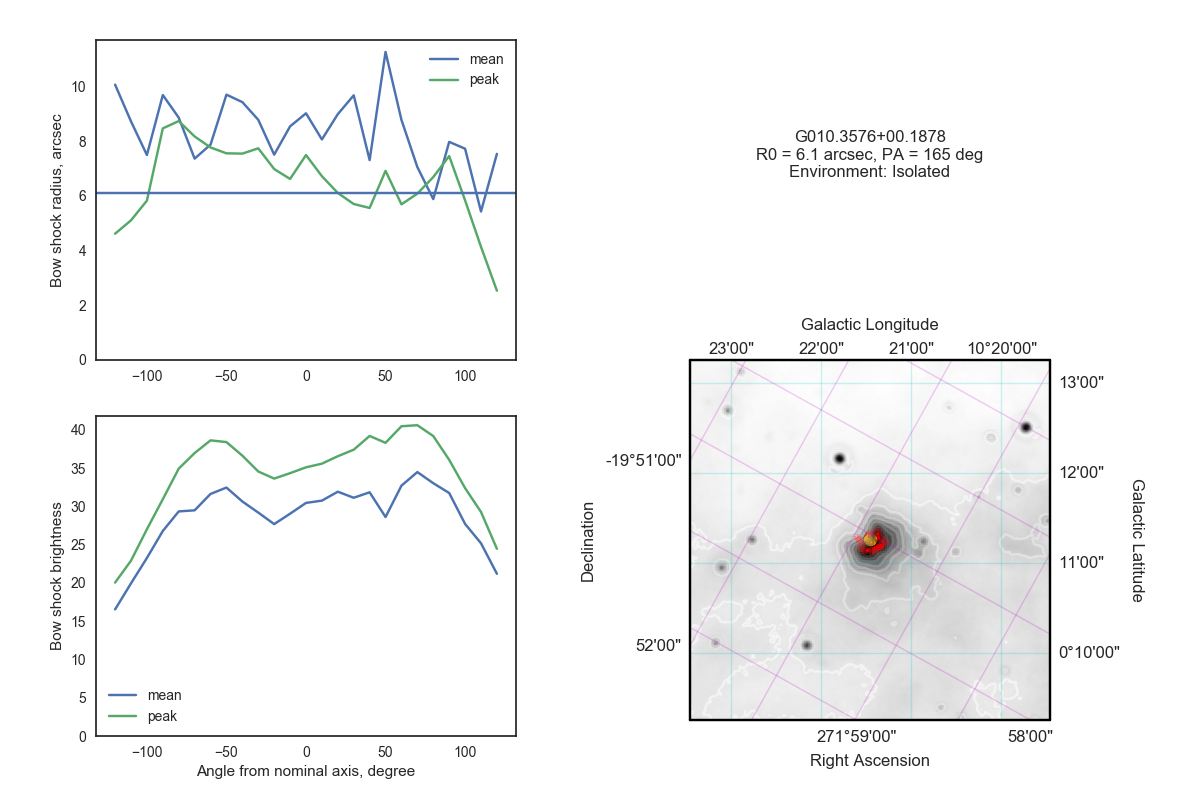 mean
peak
10
8
6
4
2
0
Bow shock radius, arcsec
−100
−50
0
50
100
40
35
30
25
20
15
10
5
0
Bow shock brightness
mean
peak
−100
−50
0
50
100
Angle from nominal axis, degree
G010.3576+00.1878
R0 = 6.1 arcsec, PA = 165 deg
Environment: Isolated
Galactic Longitude
23'00" 22'00" 21'00" 10°20'00"
13'00"
12'00"
11'00"
0°10'00"
Galactic Latitude
-19°51'00"
52'00"
Declination
271°59'00" 58'00"
Right Ascension